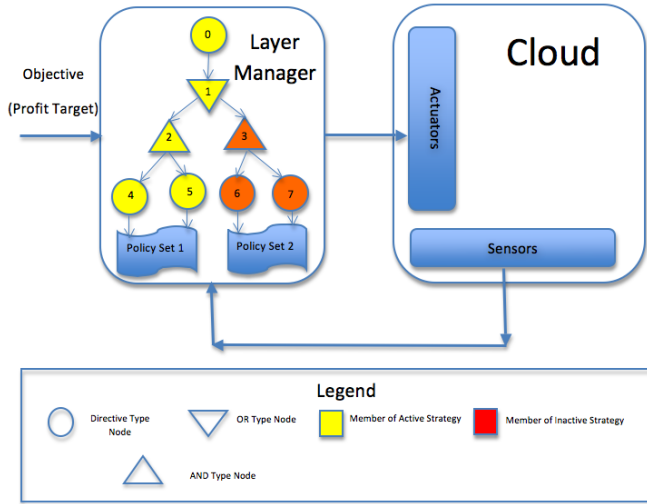 Objective
(Profit Target)
Layer
Manager
0
1
2
3
4
5
6
7
Policy Set 1
Policy Set 2
Cloud
Actuators
Sensors
Legend
Directive Type
Node
OR Type Node
Member of Active Strategy
Member of Inactive Strategy
AND Type Node